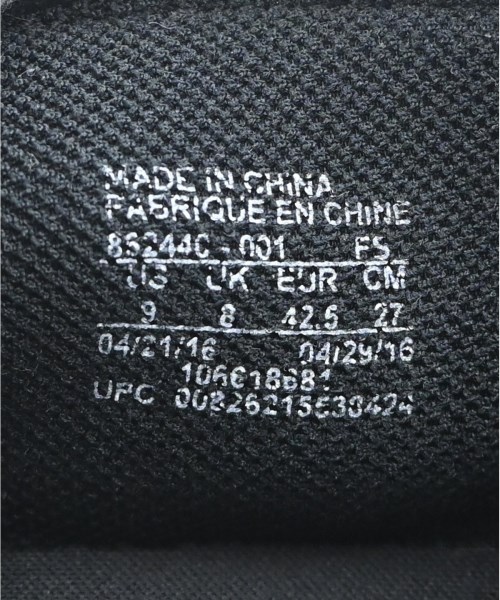 MADE IN CHINA
FABRIQUE EN CHINE
852440-001 FS
US UK EUR CM
9 8 42.5 27
04/21/16 04/29/16
106618681
UPC